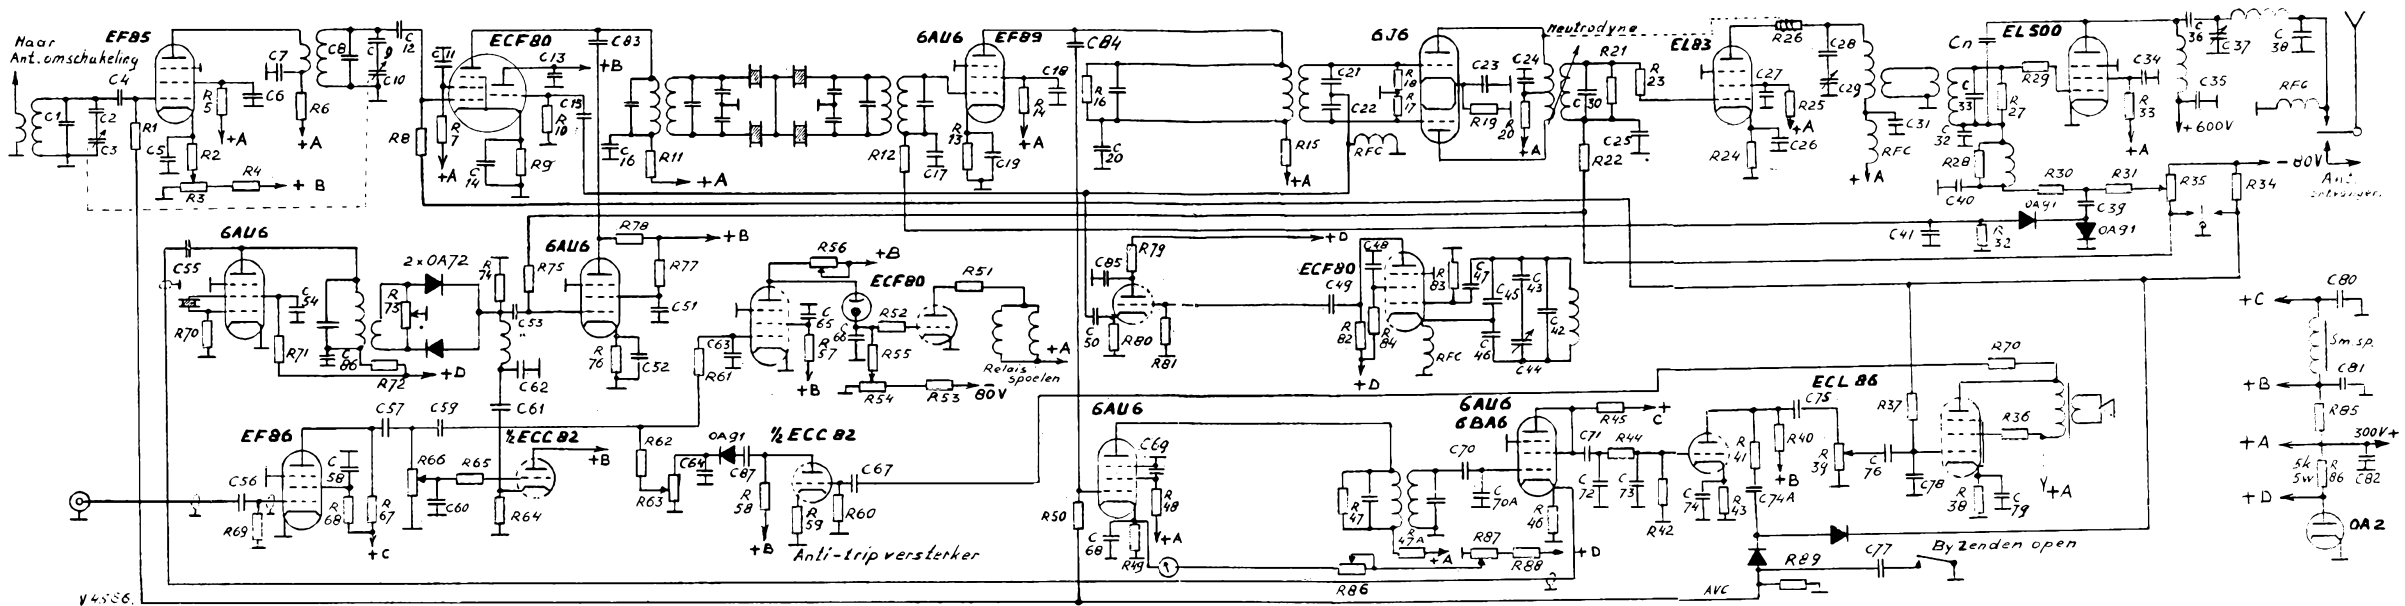 Naar
Ant.omschakeling
EF85
C4
C7
C8
C9
C10
C12
C11
ECF80
C13
+B
C83
6AU6
EF89
C84
6J6
Neutrodyne
EL83
R26
C28
C29
Cn
EL500
C36
C37
C38
C1
C2
C3
R1
C5
R2
R5
C6
R6
+A
+A
R3
R4
+B
R8
R7
+A
C14
R9
R10
C15
C16
R11
+A
R12
C17
R13
C19
R14
C18
+A
R16
C20
R15
+A
C21
C22
R18
R17
C23
R19
C24
R20
+A
RFC
C30
R21
R22
C25
R23
R24
C26
C27
R25
+A
C31
RFC
+A
C33
R27
C32
R28
C40
R29
C34
R33
+A
C35
+600V
RFC
-80V
Ant.
ontvanger.
R30
R31
R35
R34
OA91
C39
OA91
C41
R32
6AU6
C55
R70
C54
R71
C86
R72
+D
2xOA72
R73
R74
C53
R75
6AU6
R78
+B
R77
C51
R76
C52
C62
C61
R56
+B
ECF80
C65
C66
R57
+B
R52
R55
R51
R54
R53
80V
Relais
spoelen
+A
C63
R61
C85
R79
+D
C50
R80
R81
ECF80
C49
C48
R82
R84
+D
R83
C47
C45
C46
RFC
C43
C42
C44
C80
+C
Sm.sp.
+B
C81
R85
+A
300V+
5k
5w
R86
C82
+D
OA2
C57
C59
EF86
C56
R69
C58
R68
R67
+C
R66
C60
R65
½ECC82
+B
R64
R62
R63
C64
OA91
C87
½ECC82
R58
+B
R59
R60
C67
Anti-trip versterker
R50
6AU6
C69
R48
+A
C68
R49
R47
R47A
+A
C70
C70A
6AU6
6BA6
R45
+C
C71
R44
C72
C73
R46
R42
R87
R88
+D
R86
C74
R43
R41
C74A
R40
+B
C75
R39
C76
ECL86
R37
C78
R38
C79
R36
R70
+A
By zenden open
C77
R89
AVC
V4586.